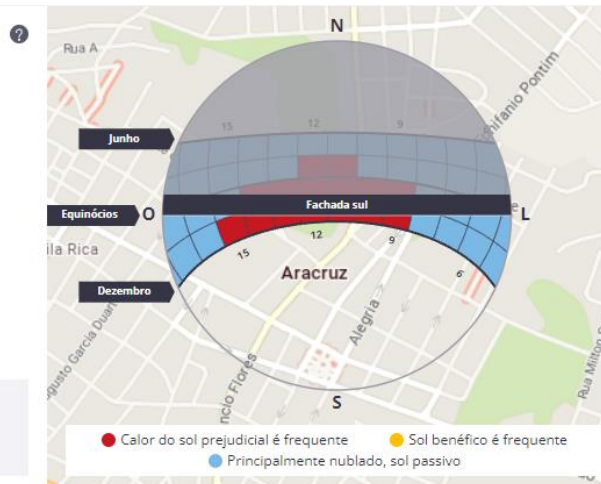 ?
N
Rua A
Epifanio Pontim
15
12
9
Junho
Fachada sul
Equinócios
O
L
ila Rica
15
12
9
6
Dezembro
Aracruz
Alegria
ugusto Garcia Duar
ncio Flores
Rua Milton S
S
Calor do sol prejudicial é frequente
Sol benéfico é frequente
Principalmente nublado, sol passivo